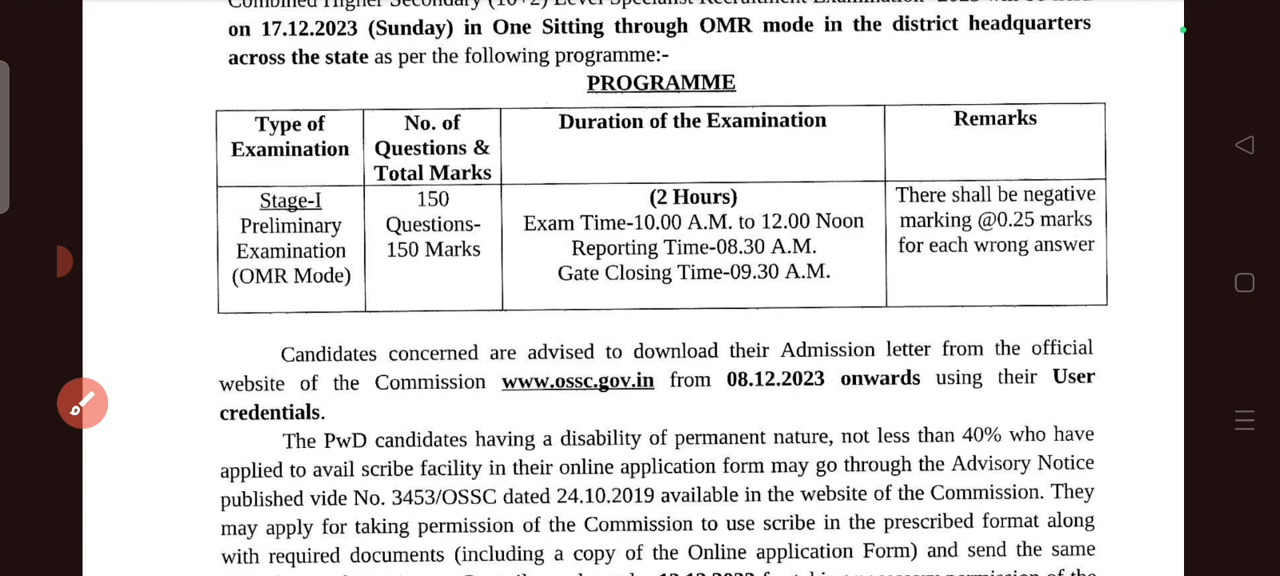 Combined Higher Secondary (10+2) Level Specialist Recruitment Examination
on 17.12.2023 (Sunday) in One Sitting through OMR mode in the district headquarters
across the state as per the following programme:-
PROGRAMME
Type of Examination
No. of Questions & Total Marks
Duration of the Examination
Remarks
Stage-I
Preliminary
Examination
(OMR Mode)
150
Questions-
150 Marks
(2 Hours)
Exam Time-10.00 A.M. to 12.00 Noon
Reporting Time-08.30 A.M.
Gate Closing Time-09.30 A.M.
There shall be negative
marking @0.25 marks
for each wrong answer
Candidates concerned are advised to download their Admission letter from the official
website of the Commission www.ossc.gov.in from 08.12.2023 onwards using their User
credentials.
The PwD candidates having a disability of permanent nature, not less than 40% who have
applied to avail scribe facility in their online application form may go through the Advisory Notice
published vide No. 3453/OSSC dated 24.10.2019 available in the website of the Commission. They
may apply for taking permission of the Commission to use scribe in the prescribed format along
with required documents (including a copy of the Online application Form) and send the same